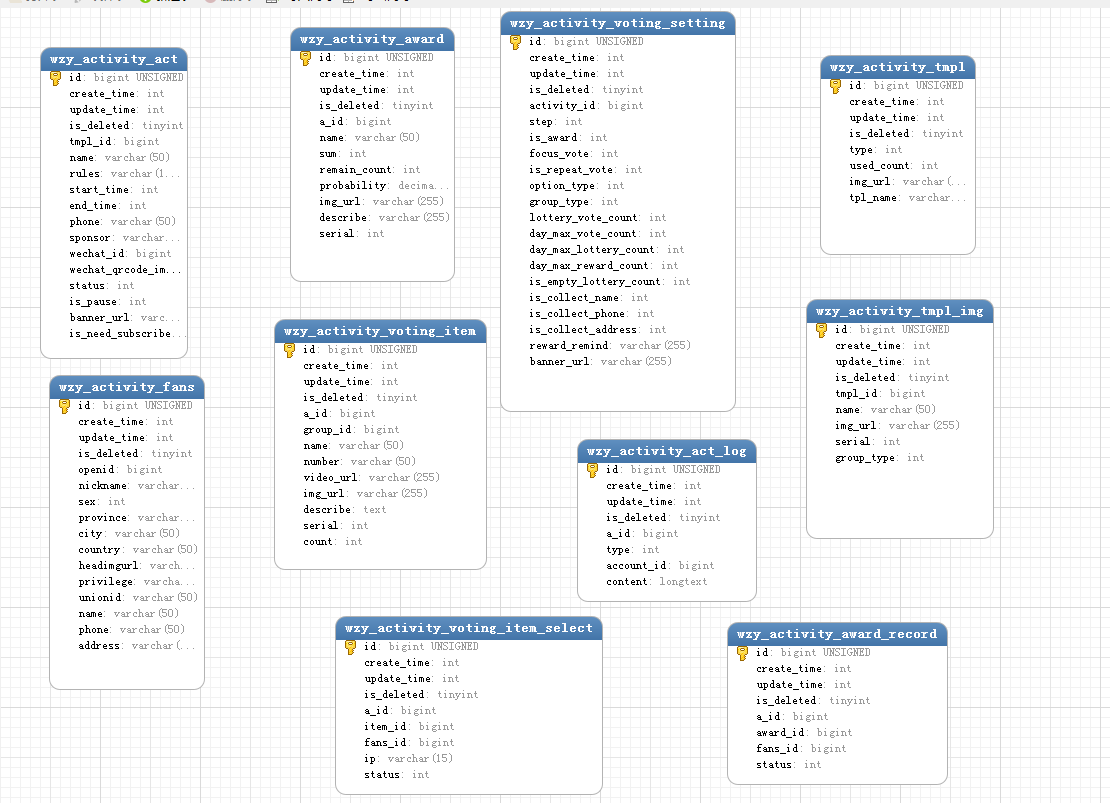 wzy_activity_act
id: bigint UNSIGNED
create_time: int
update_time: int
is_deleted: tinyint
tmpl_id: bigint
name: varchar(50)
rules: varchar(1...
start_time: int
end_time: int
phone: varchar(50)
sponsor: varchar...
wechat_id: bigint
wechat_qrcode_im...
status: int
is_pause: int
banner_url: varc...
is_need_subscribe...
wzy_activity_award
id: bigint UNSIGNED
create_time: int
update_time: int
is_deleted: tinyint
a_id: bigint
name: varchar(50)
sum: int
remain_count: int
probability: decima...
img_url: varchar(255)
describe: varchar(255)
serial: int
wzy_activity_voting_setting
id: bigint UNSIGNED
create_time: int
update_time: int
is_deleted: tinyint
activity_id: bigint
step: int
is_award: int
focus_vote: int
is_repeat_vote: int
option_type: int
group_type: int
lottery_vote_count: int
day_max_vote_count: int
day_max_lottery_count: int
day_max_reward_count: int
is_empty_lottery_count: int
is_collect_name: int
is_collect_phone: int
is_collect_address: int
reward_remind: varchar(255)
banner_url: varchar(255)
wzy_activity_tmpl
id: bigint UNSIGNED
create_time: int
update_time: int
is_deleted: tinyint
type: int
used_count: int
img_url: varchar(...
tpl_name: varchar...
wzy_activity_fans
id: bigint UNSIGNED
create_time: int
update_time: int
is_deleted: tinyint
openid: bigint
nickname: varchar...
sex: int
province: varchar...
city: varchar(50)
country: varchar(50)
headimgurl: varch...
privilege: varcha...
unionid: varchar(50)
name: varchar(50)
phone: varchar(50)
address: varchar(...
wzy_activity_voting_item
id: bigint UNSIGNED
create_time: int
update_time: int
is_deleted: tinyint
a_id: bigint
group_id: bigint
name: varchar(50)
number: varchar(50)
video_url: varchar(255)
img_url: varchar(255)
describe: text
serial: int
count: int
wzy_activity_tmpl_img
id: bigint UNSIGNED
create_time: int
update_time: int
is_deleted: tinyint
tmpl_id: bigint
name: varchar(50)
img_url: varchar(255)
serial: int
group_type: int
wzy_activity_act_log
id: bigint UNSIGNED
create_time: int
update_time: int
is_deleted: tinyint
a_id: bigint
type: int
account_id: bigint
content: longtext
wzy_activity_voting_item_select
id: bigint UNSIGNED
create_time: int
update_time: int
is_deleted: tinyint
a_id: bigint
item_id: bigint
fans_id: bigint
ip: varchar(15)
status: int
wzy_activity_award_record
id: bigint UNSIGNED
create_time: int
update_time: int
is_deleted: tinyint
a_id: bigint
award_id: bigint
fans_id: bigint
status: int